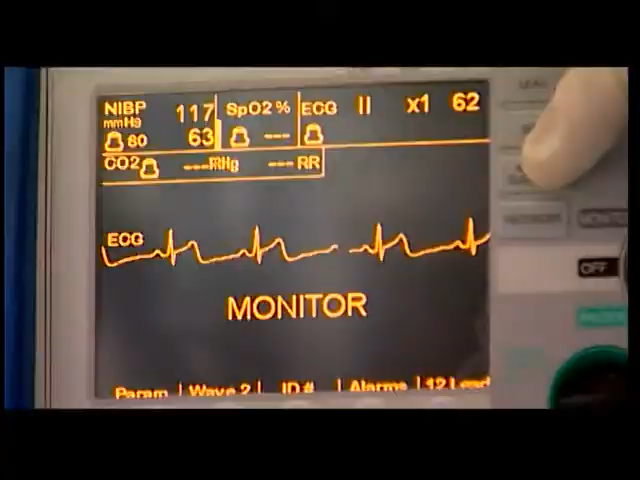 NIBP 117 SpO2 % ECG II x1 62
mmHg
80 63 ---
CO2 ---mmHg --- RR
ECG
MONITOR
Param | Wave 2 | ID # | Alarms | 12 Lead
MONITOR
OFF